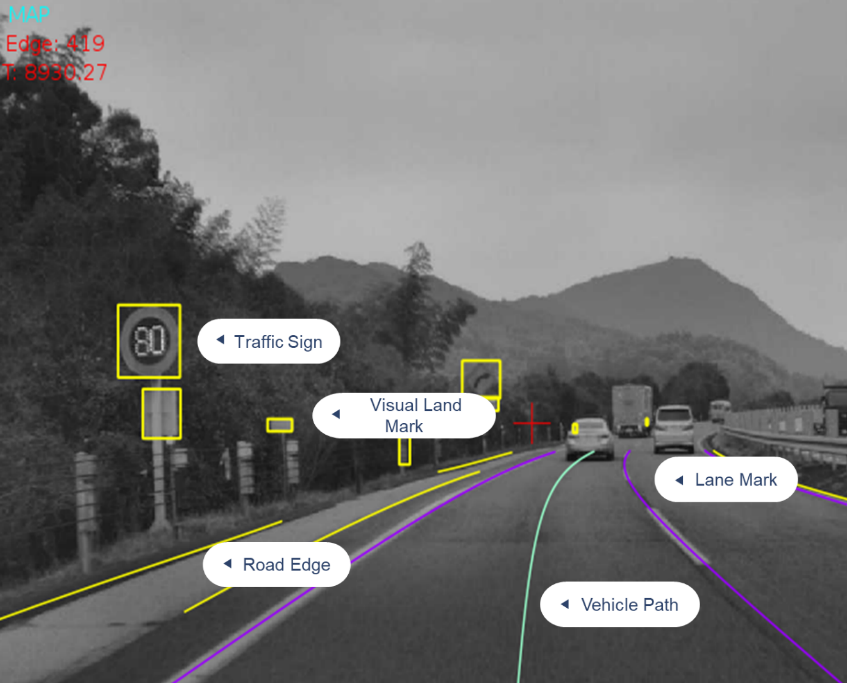 MAP
Edge: 419
T: 8930.27
80
Traffic Sign
Visual Land
Mark
Lane Mark
Road Edge
Vehicle Path